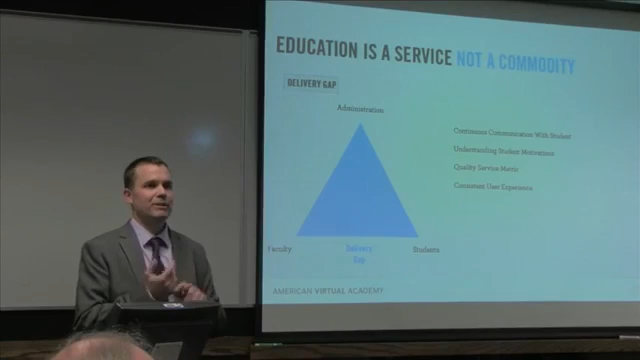 EDUCATION IS A SERVICE NOT A COMMODITY
DELIVERY GAP
Administration
Continuous Communication With Student
Understanding Student Motivations
Quality Service-Metric
Consistent User Experience
Faculty
Delivery
Gap
Students
AMERICAN VIRTUAL ACADEMY